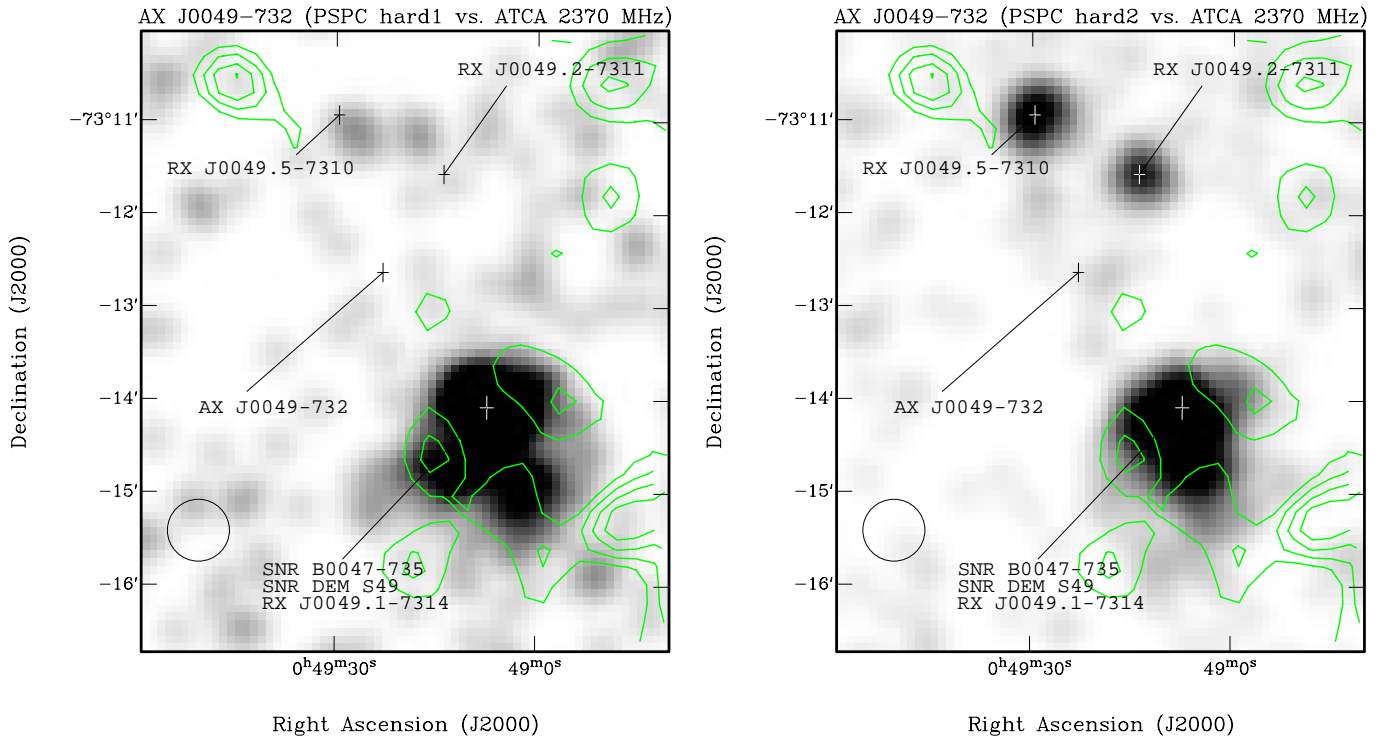 AX J0049−732 (PSPC hard1 vs. ATCA 2370 MHz)
RX J0049.2−7311
−73°11′
RX J0049.5−7310
−12′
−13′
AX J0049−732
−14′
−15′
SNR B0047−735
SNR DEM S49
RX J0049.1−7314
−16′
0ʰ49ᵐ30ˢ
49ᵐ0ˢ
Declination (J2000)
Right Ascension (J2000)
AX J0049−732 (PSPC hard2 vs. ATCA 2370 MHz)
RX J0049.2−7311
−73°11′
RX J0049.5−7310
−12′
−13′
AX J0049−732
−14′
−15′
SNR B0047−735
SNR DEM S49
RX J0049.1−7314
−16′
0ʰ49ᵐ30ˢ
49ᵐ0ˢ
Declination (J2000)
Right Ascension (J2000)